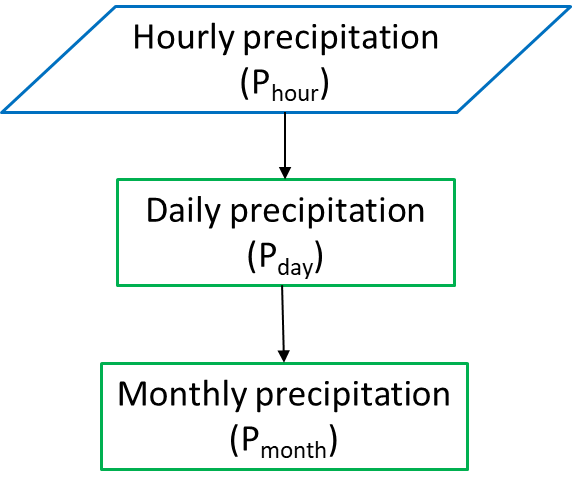 Hourly precipitation
(Phour)
Daily precipitation
(Pday)
Monthly precipitation
(Pmonth)